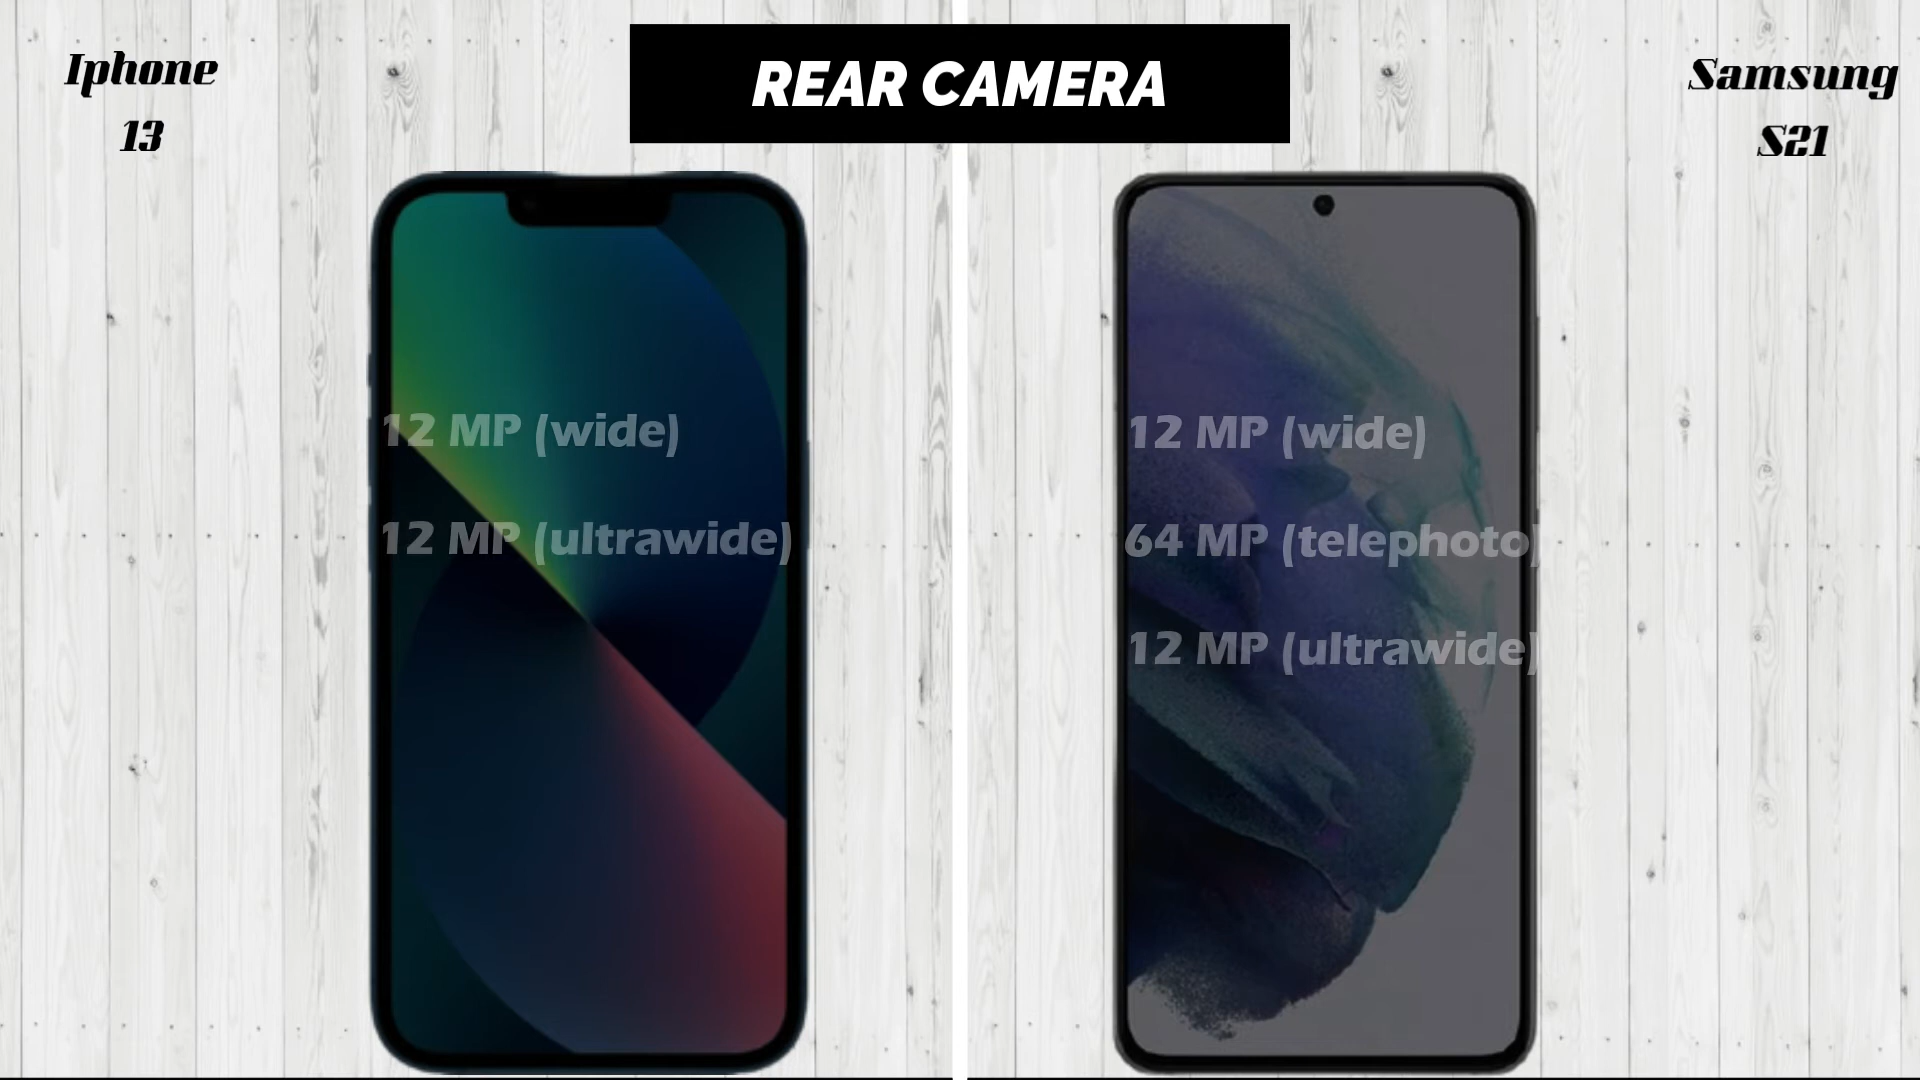 Iphone
13
REAR CAMERA
Samsung
S21
12 MP (wide)
12 MP (ultrawide)
12 MP (wide)
64 MP (telephoto)
12 MP (ultrawide)